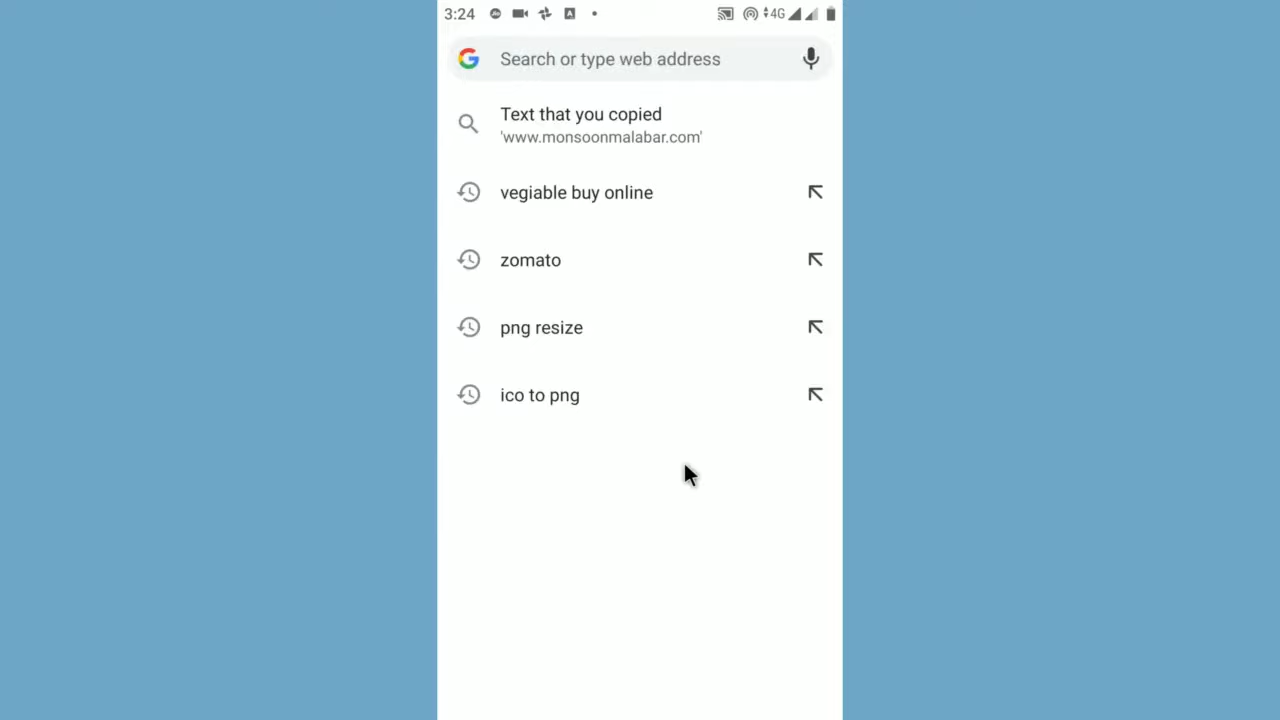 3:24
4G
Search or type web address
Text that you copied
'www.monsoonmalabar.com'
vegiable buy online
zomato
png resize
ico to png